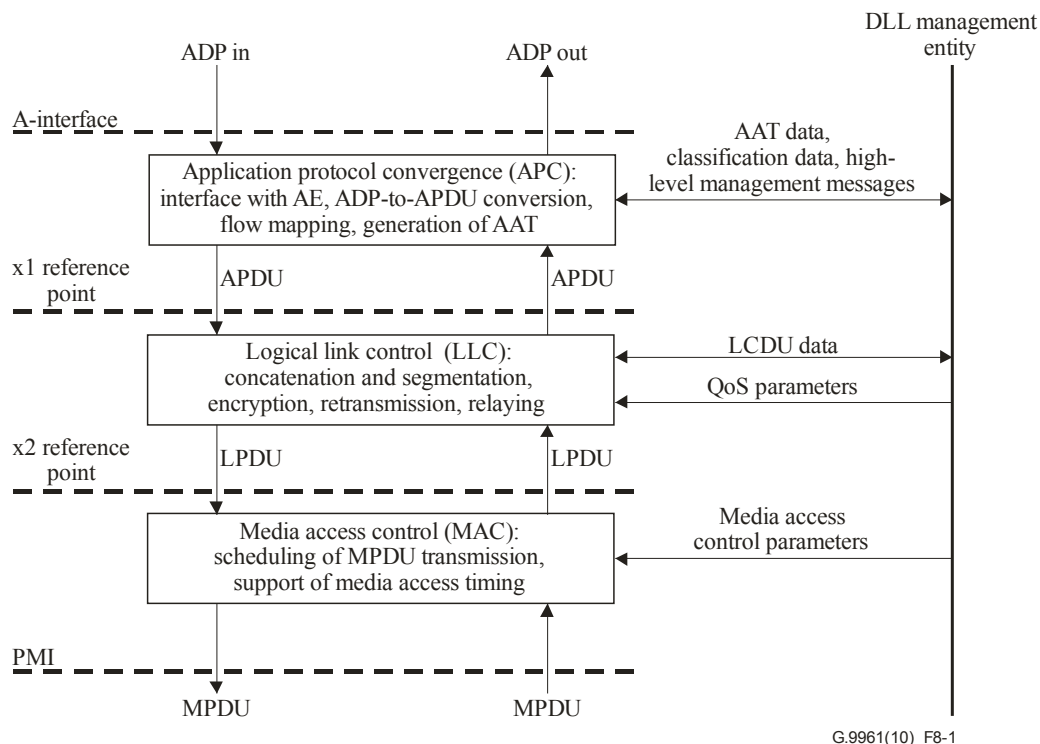 DLL management
entity
ADP in
ADP out
A-interface
AAT data,
classification data, high-
level management messages
Application protocol convergence (APC):
interface with AE, ADP-to-APDU conversion,
flow mapping, generation of AAT
x1 reference
point
APDU
APDU
Logical link control (LLC):
concatenation and segmentation,
encryption, retransmission, relaying
LCDU data
QoS parameters
x2 reference
point
LPDU
LPDU
Media access control (MAC):
scheduling of MPDU transmission,
support of media access timing
Media access
control parameters
PMI
MPDU
MPDU
G.9961(10)_F8-1